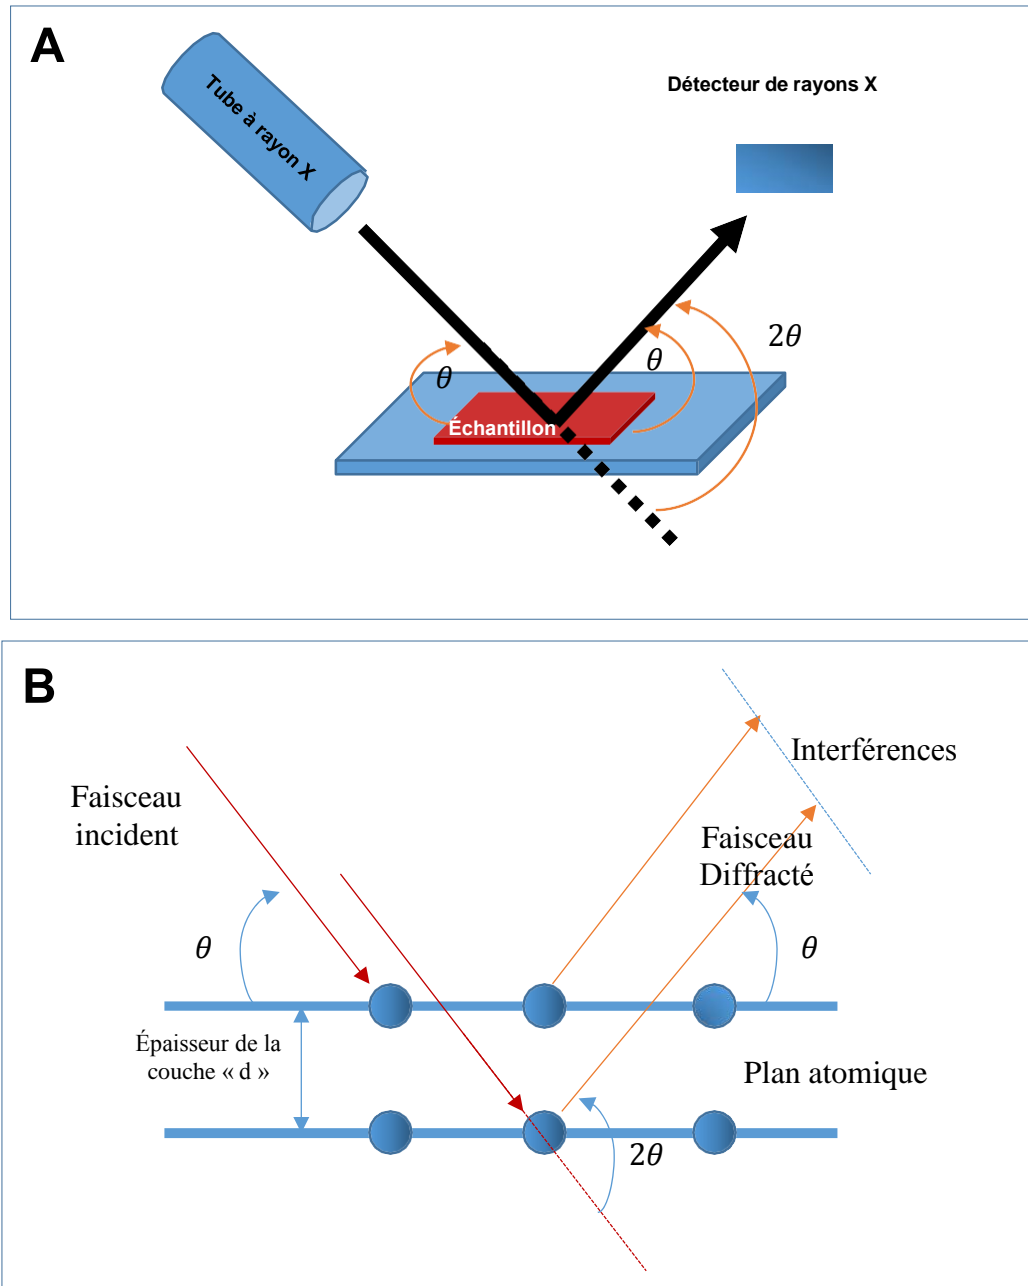 A
Tube à rayon X
Détecteur de rayons X
θ
θ
2θ
Échantillon
B
Faisceau
incident
Interférences
Faisceau
Diffracté
θ
θ
Épaisseur de la
couche « d »
Plan atomique
2θ